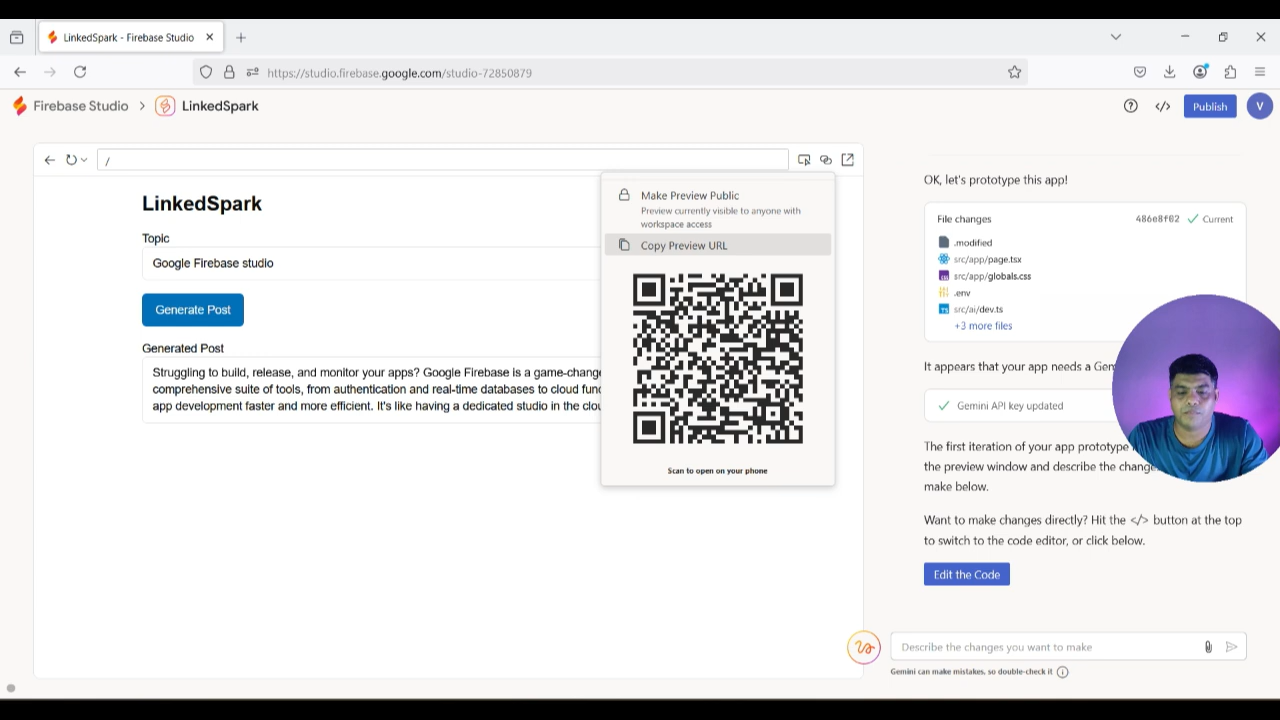 LinkedSpark - Firebase Studio
https://studio.firebase.google.com/studio-72850879
Firebase Studio > LinkedSpark
</>
Publish
V
/
LinkedSpark
Topic
Google Firebase studio
Generate Post
Generated Post
Struggling to build, release, and monitor your apps? Google Firebase is a game-change
comprehensive suite of tools, from authentication and real-time databases to cloud func
app development faster and more efficient. It's like having a dedicated studio in the clou
Make Preview Public
Preview currently visible to anyone with
workspace access
Copy Preview URL
Scan to open on your phone
OK, let's prototype this app!
File changes
486e8f02 ✓ Current
.modified
src/app/page.tsx
src/app/globals.css
.env
src/ai/dev.ts
+3 more files
It appears that your app needs a Gem
Gemini API key updated
The first iteration of your app prototype
the preview window and describe the change
make below.
Want to make changes directly? Hit the </> button at the top
to switch to the code editor, or click below.
Edit the Code
Describe the changes you want to make
Gemini can make mistakes, so double-check it